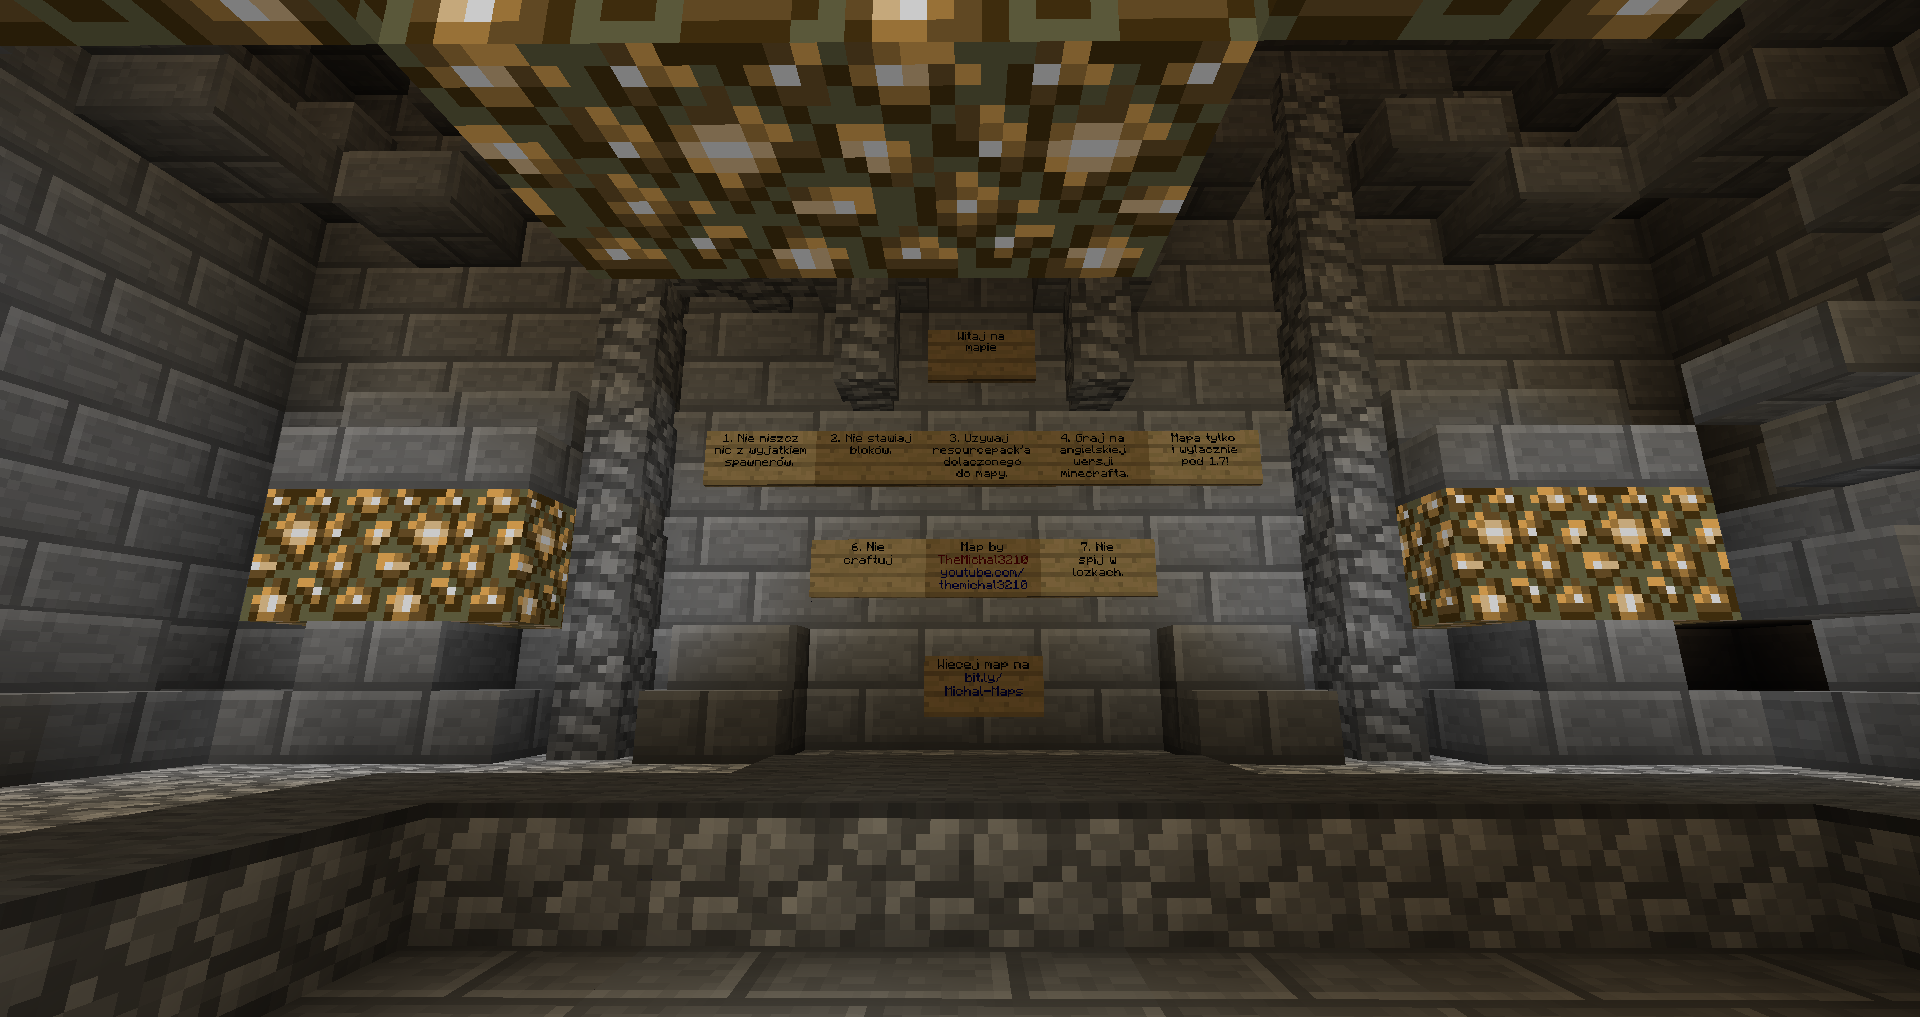 Witaj na
mapie
1. Nie niszcz
nic z wyjatkiem
spawnerów.
2. Nie stawiaj
bloków.
3. Uzywaj
resourcepack'a
dolaczonego
do mapy.
4. Graj na
angielskiej
wersji
minecrafta.
Mapa tylko
i wylacznie
pod 1.7!
6. Nie
craftuj
Map by:
TheMichal3210
youtube.com/
themichal3210
7. Nie
spij w
lozkach.
Wiecej map na
bit.ly/
Michal-Maps